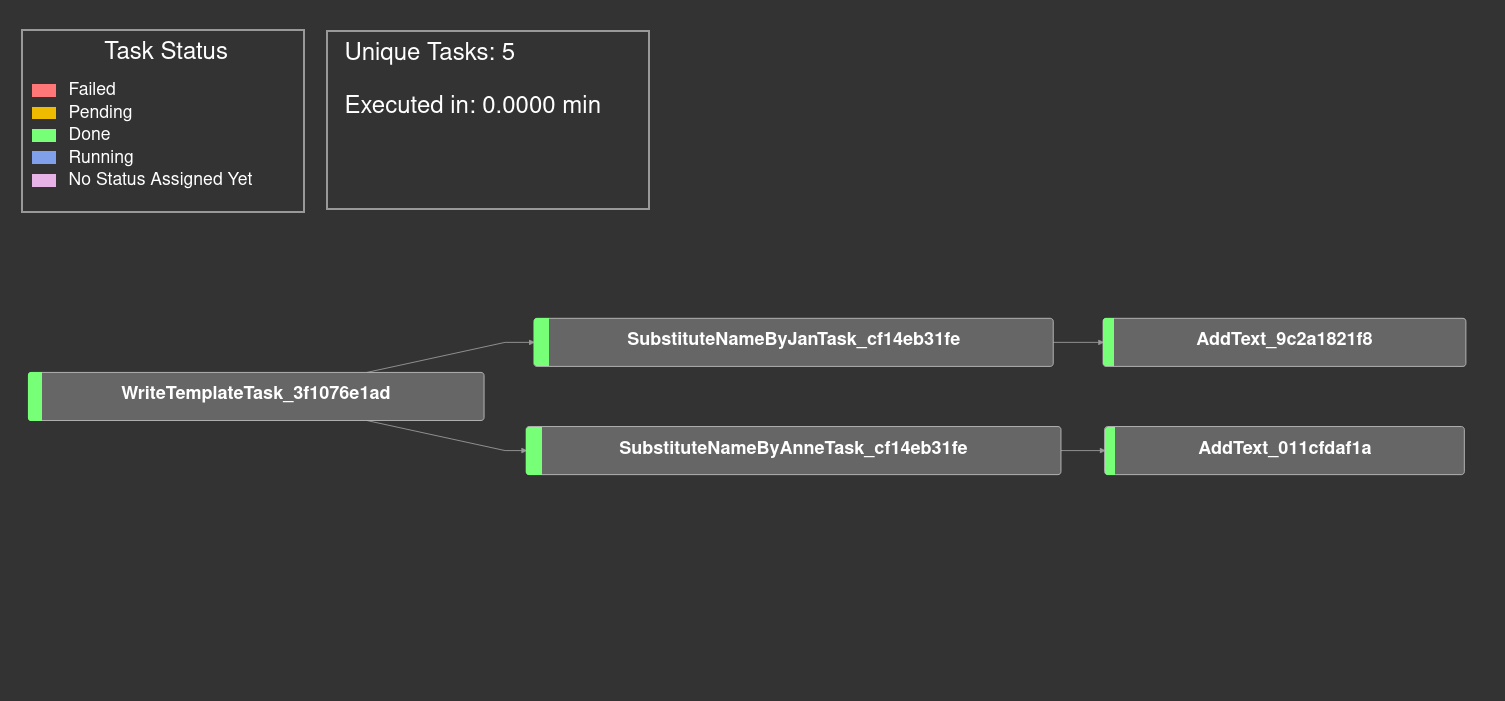 Task Status
Failed
Pending
Done
Running
No Status Assigned Yet
Unique Tasks: 5
Executed in: 0.0000 min
SubstituteNameByJanTask_cf14eb31fe
AddText_9c2a1821f8
WriteTemplateTask_3f1076e1ad
SubstituteNameByAnneTask_cf14eb31fe
AddText_011cfdaf1a